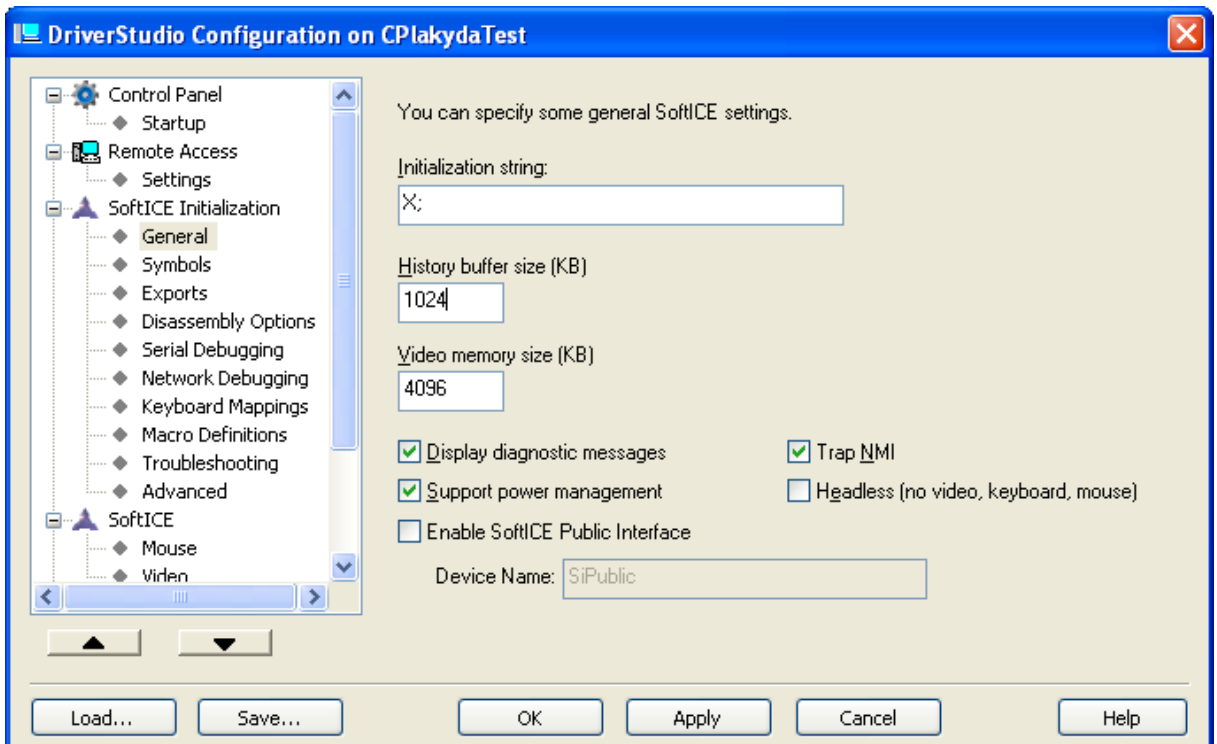 DriverStudio Configuration on CPlakydaTest
Control Panel
Startup
Remote Access
Settings
SoftICE Initialization
General
Symbols
Exports
Disassembly Options
Serial Debugging
Network Debugging
Keyboard Mappings
Macro Definitions
Troubleshooting
Advanced
SoftICE
Mouse
Video
You can specify some general SoftICE settings.
Initialization string:
X;
History buffer size (KB)
1024
Video memory size (KB)
4096
Display diagnostic messages
Trap NMI
Support power management
Headless (no video, keyboard, mouse)
Enable SoftICE Public Interface
Device Name: SiPublic
Load... Save... OK Apply Cancel Help